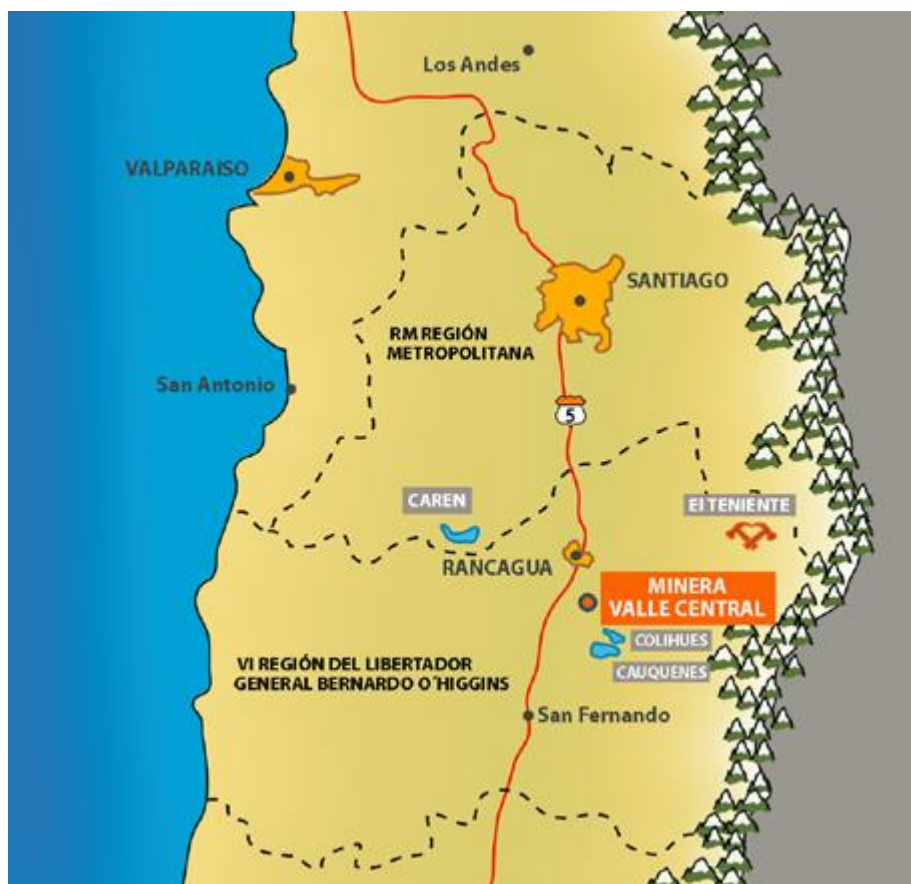 Los Andes
VALPARAISO
SANTIAGO
RM REGIÓN
METROPOLITANA
San Antonio
5
CAREN
El TENIENTE
RANCAGUA
MINERA
VALLE CENTRAL
COLIHUES
CAUQUENES
VI REGIÓN DEL LIBERTADOR
GENERAL BERNARDO O´HIGGINS
San Fernando